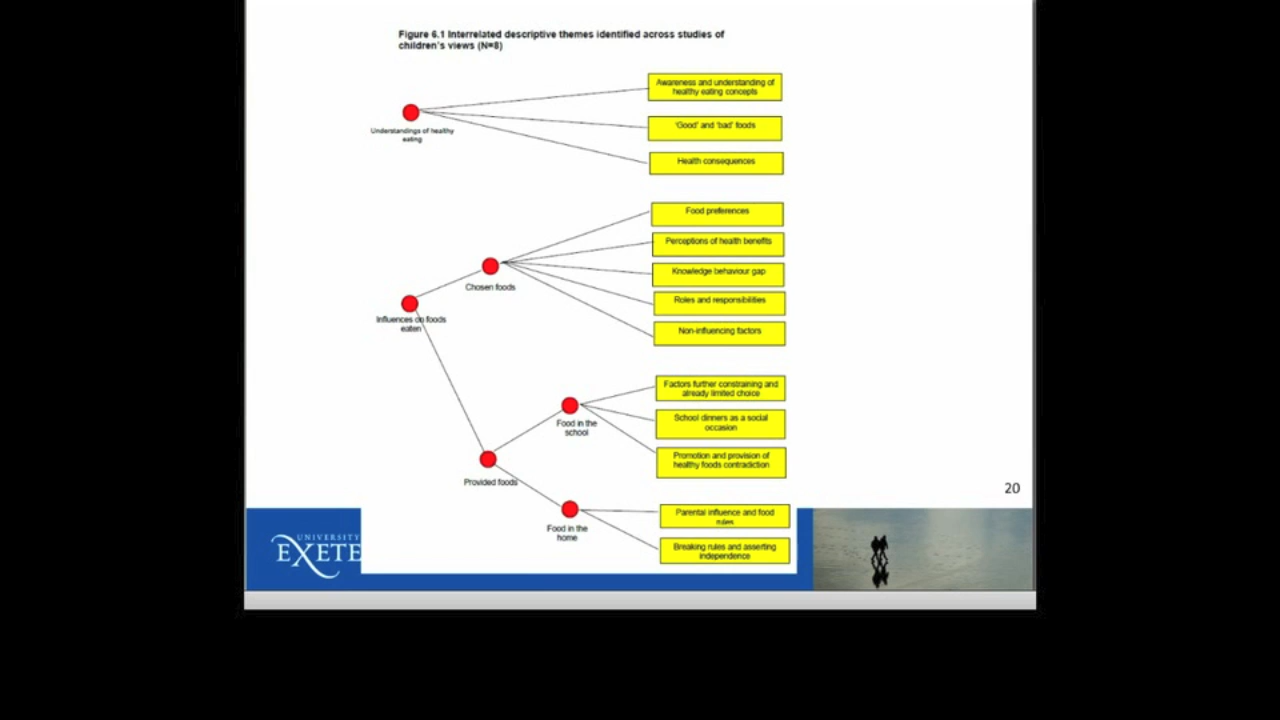 Figure 6.1 Interrelated descriptive themes identified across studies of
children's views (N=8)
Awareness and understanding of
healthy eating concepts
'Good' and 'bad' foods
Health consequences
Understandings of healthy
eating
Food preferences
Perceptions of health benefits
Knowledge behaviour gap
Roles and responsibilities
Non-influencing factors
Chosen foods
Influences on foods
eaten
Factors further constraining and
already limited choice
School dinners as a social
occasion
Promotion and provision of
healthy foods contradiction
Food in the
school
Provided foods
Parental influence and food
rules
Breaking rules and asserting
independence
Food in the
home
20
UNIVERSITY
EXETE